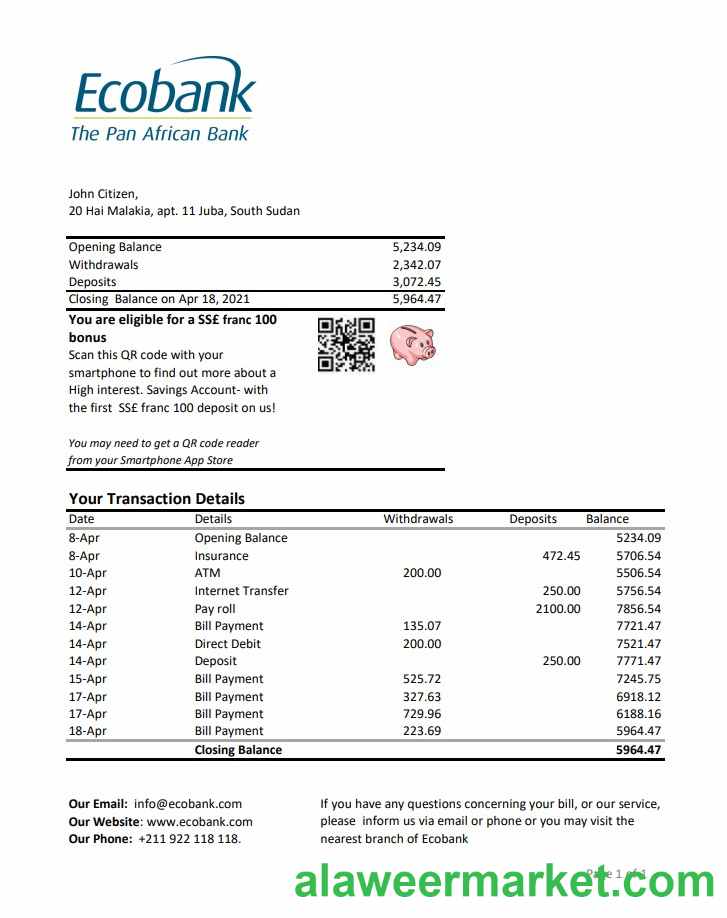 Ecobank
The Pan African Bank
John Citizen,
20 Hai Malakia, apt. 11 Juba, South Sudan
Opening Balance 5,234.09
Withdrawals 2,342.07
Deposits 3,072.45
Closing Balance on Apr 18, 2021 5,964.47
You are eligible for a SS£ franc 100
bonus
Scan this QR code with your
smartphone to find out more about a
High interest. Savings Account- with
the first SS£ franc 100 deposit on us!
You may need to get a QR code reader
from your Smartphone App Store
Your Transaction Details
Date Details Withdrawals Deposits Balance
8-Apr Opening Balance 5234.09
8-Apr Insurance 472.45 5706.54
10-Apr ATM 200.00 5506.54
12-Apr Internet Transfer 250.00 5756.54
12-Apr Pay roll 2100.00 7856.54
14-Apr Bill Payment 135.07 7721.47
14-Apr Direct Debit 200.00 7521.47
14-Apr Deposit 250.00 7771.47
15-Apr Bill Payment 525.72 7245.75
17-Apr Bill Payment 327.63 6918.12
17-Apr Bill Payment 729.96 6188.16
18-Apr Bill Payment 223.69 5964.47
Closing Balance 5964.47
Our Email: info@ecobank.com
Our Website: www.ecobank.com
Our Phone: +211 922 118 118.
If you have any questions concerning your bill, or our service,
please inform us via email or phone or you may visit the
nearest branch of Ecobank
Page 1 of 1
alaweermarket.com